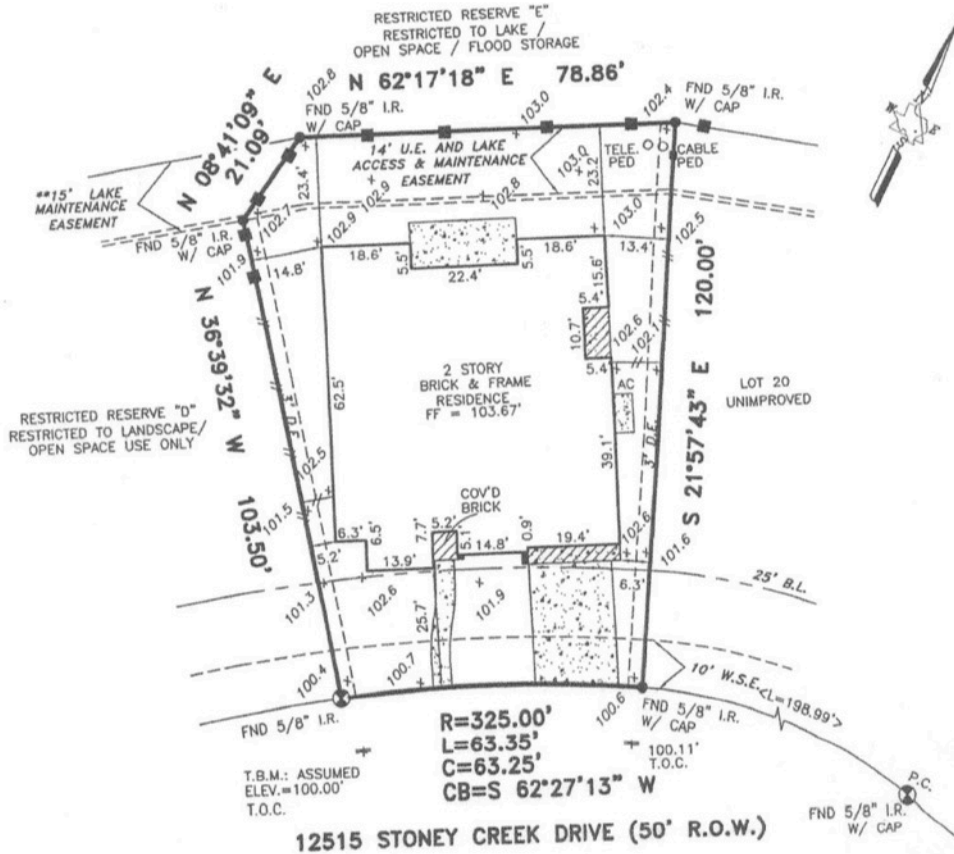 RESTRICTED RESERVE "E"
RESTRICTED TO LAKE /
OPEN SPACE / FLOOD STORAGE
N 62°17'18" E 78.86'
102.8
FND 5/8" I.R.
W/ CAP
103.0
102.4
FND 5/8" I.R.
W/ CAP
N 08°41'09" E
21.09'
14' U.E. AND LAKE
ACCESS & MAINTENANCE
EASEMENT
TELE.
PED
CABLE
PED
**15' LAKE
MAINTENANCE
EASEMENT
23.4'
102.9
102.8
103.0
23.2'
103.0
102.7
102.9
102.5
FND 5/8" I.R.
W/ CAP
101.9
14.8'
18.6'
5.5'
22.4'
5.5'
18.6'
13.4'
15.6'
5.4'
10.7'
102.6
102.1
5.4'
N 36°39'32" W 103.50'
3' D.E.
62.5'
2 STORY
BRICK & FRAME
RESIDENCE
FF = 103.67'
AC
39.1'
3' D.E.
S 21°57'43" E 120.00'
LOT 20
UNIMPROVED
RESTRICTED RESERVE "D"
RESTRICTED TO LANDSCAPE/
OPEN SPACE USE ONLY
102.5
101.5
COV'D
BRICK
6.3'
6.5'
7.7'
5.2'
5.1
14.8'
0.9'
19.4'
102.6
101.6
5.2'
13.9'
6.3'
25' B.L.
101.3
102.6
25.7'
101.9
100.4
100.7
100.6
10' W.S.E.
<L=198.99'>
FND 5/8" I.R.
FND 5/8" I.R.
W/ CAP
R=325.00'
L=63.35'
C=63.25'
CB=S 62°27'13" W
100.11'
T.O.C.
T.B.M.: ASSUMED
ELEV.=100.00'
T.O.C.
P.C.
FND 5/8" I.R.
W/ CAP
12515 STONEY CREEK DRIVE (50' R.O.W.)